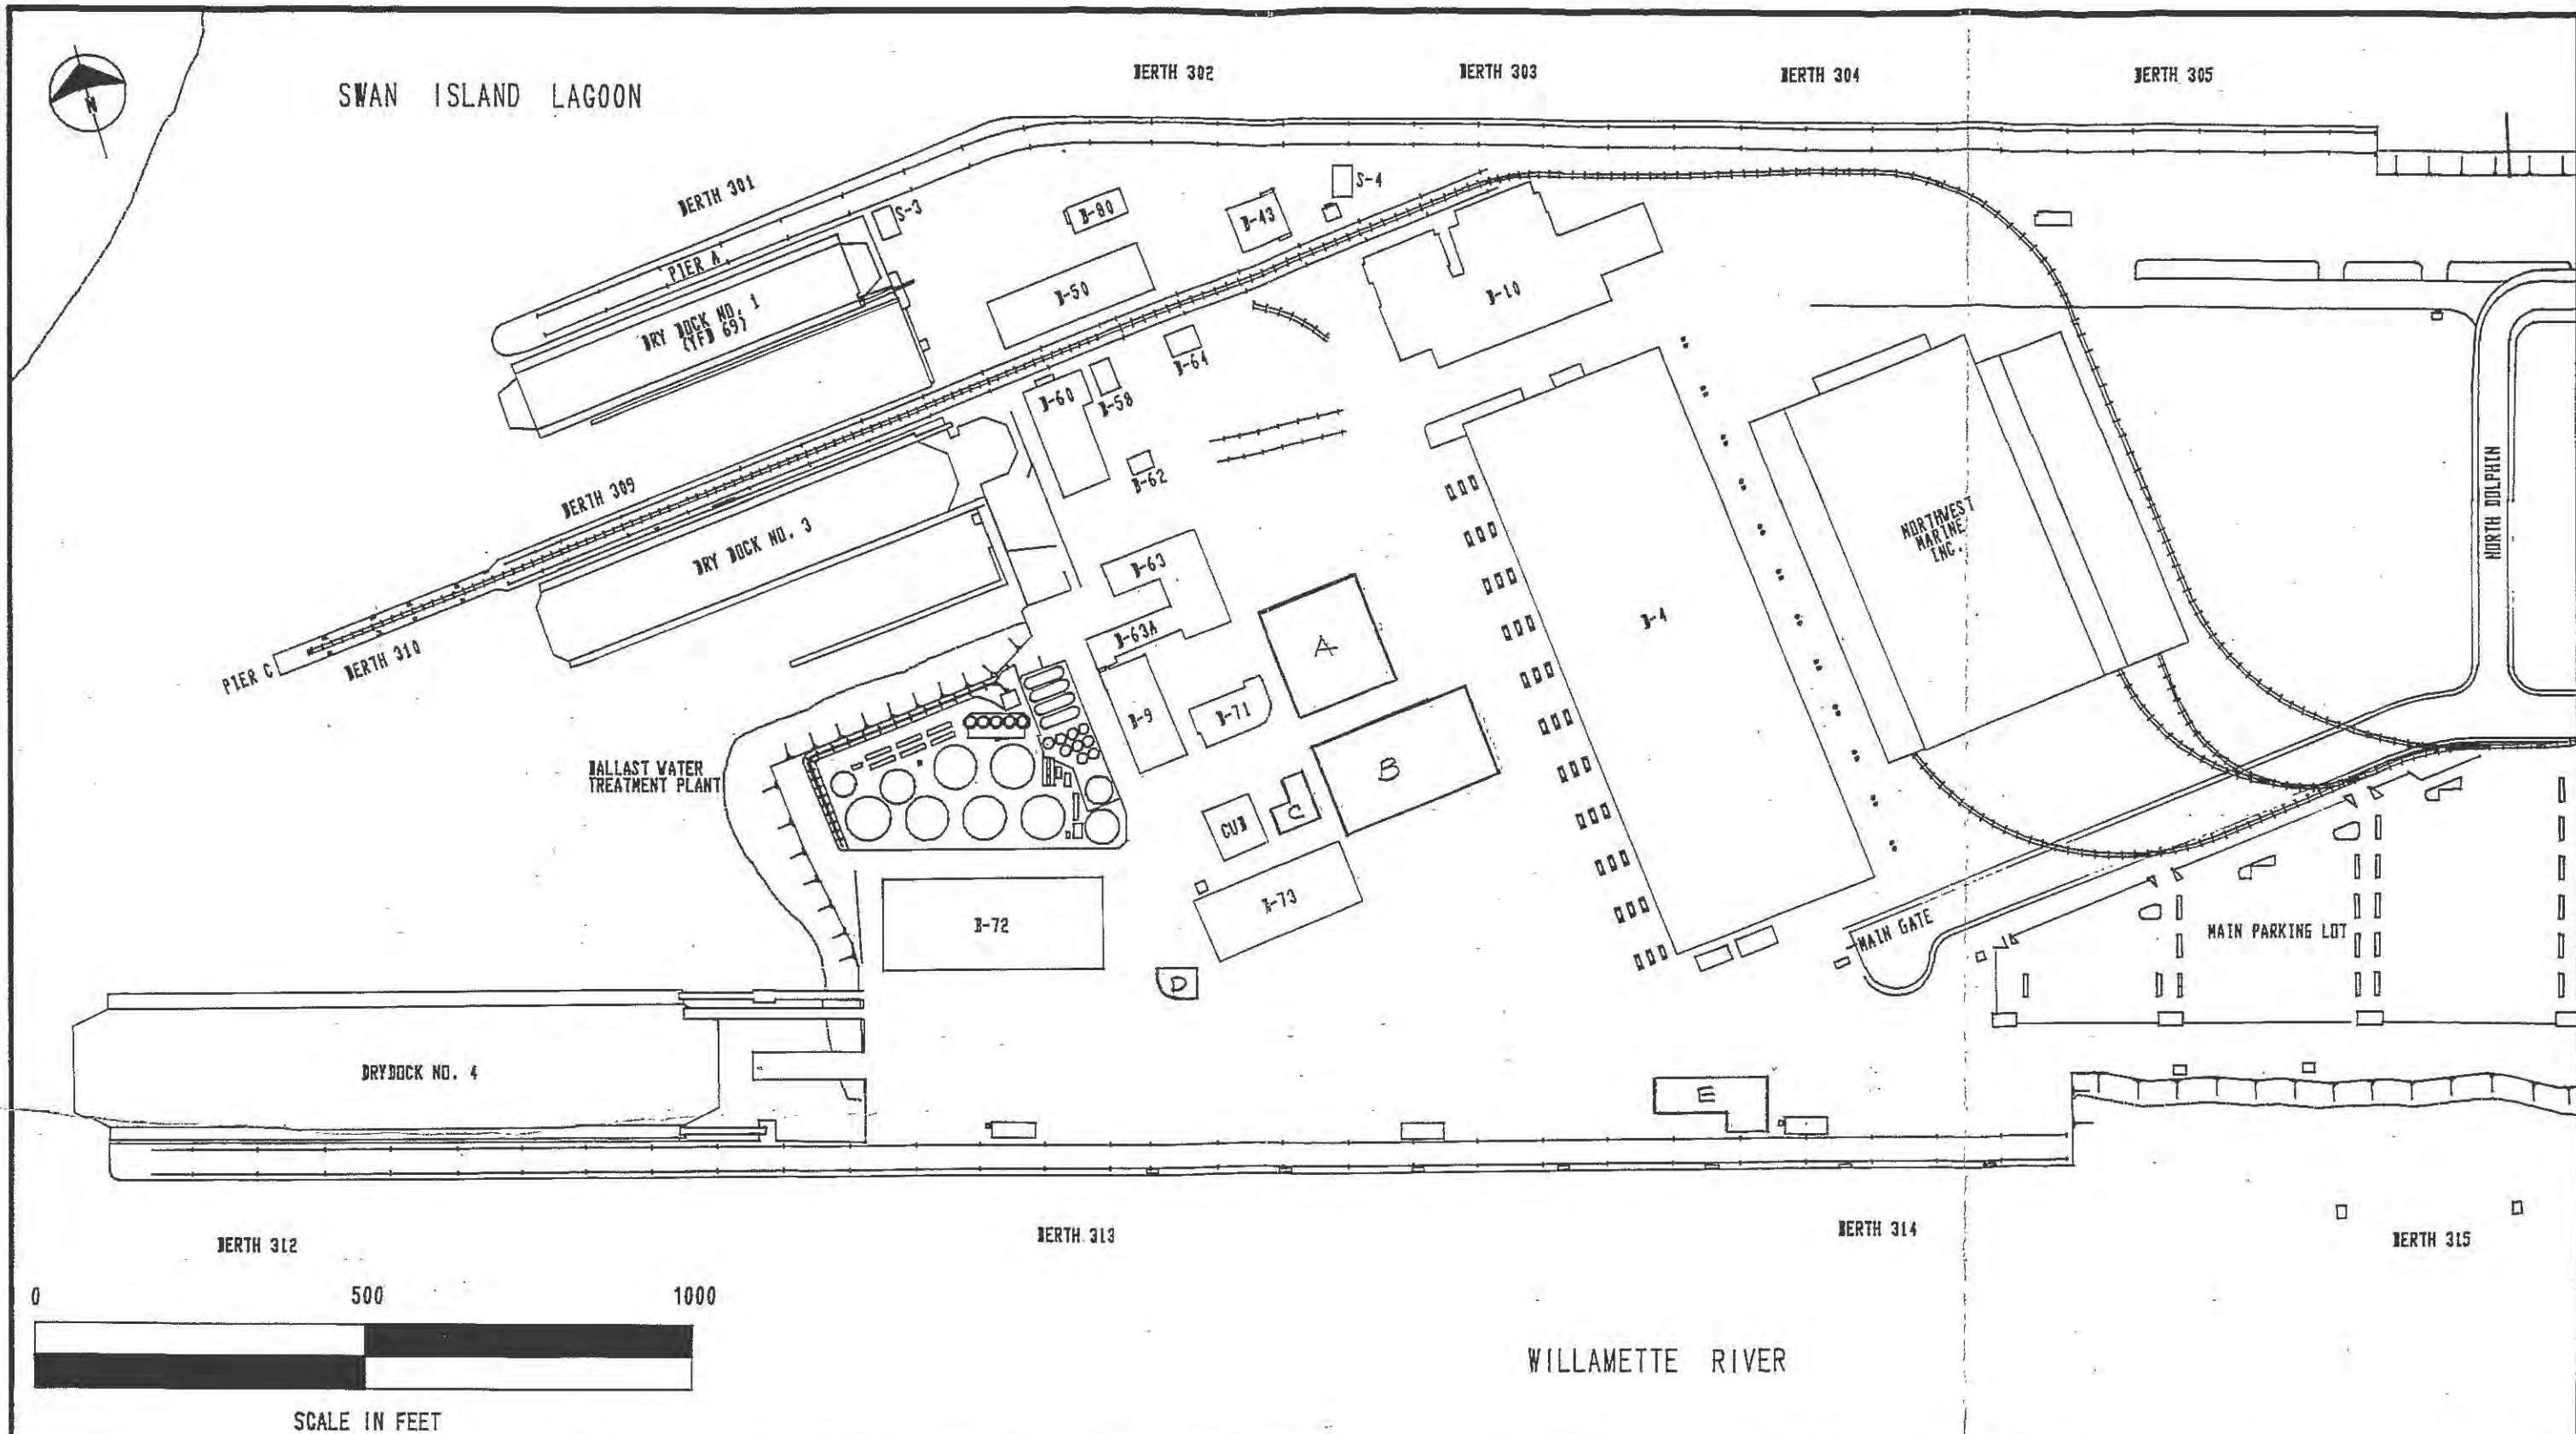 BERTH 302
BERTH 303
BERTH 304
BERTH 305
SWAN ISLAND LAGOON
N
BERTH 301
S-4
S-3
B-80
B-43
PIER A
B-50
B-10
DRY DOCK NO. 1
(YFD 69)
B-64
B-60
B-58
B-62
BERTH 309
DRY DOCK NO. 3
NORTHWEST
MARINE
INC.
NORTH DOLPHIN
B-63
B-63A
B-4
A
PIER C
BERTH 310
B-9
B-71
B
BALLAST WATER
TREATMENT PLANT
CUB
C
B-73
B-72
D
MAIN GATE
MAIN PARKING LOT
DRYDOCK NO. 4
E
BERTH 312
BERTH 313
BERTH 314
BERTH 315
0 500 1000
SCALE IN FEET
WILLAMETTE RIVER